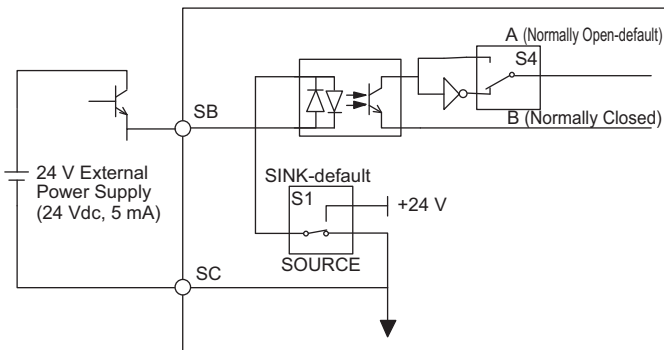 A (Normally Open-default)
S4
SB
B (Normally Closed)
24 V External
Power Supply
(24 Vdc, 5 mA)
SINK-default
S1
+24 V
SOURCE
SC